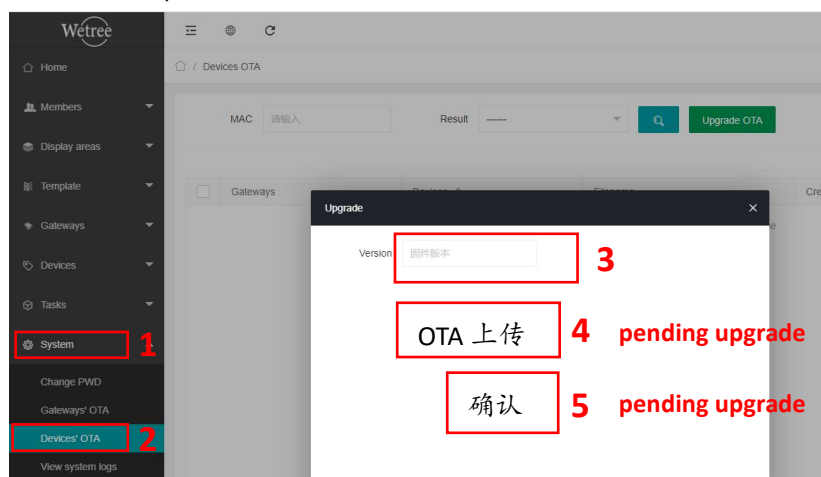 Wetree
Home
/ Devices OTA
Members
MAC 请输入 Result ------ Upgrade OTA
Display areas
Template
Gateways
Upgrade ×
Gateways
Version 固件版本 3
Devices
Tasks
OTA 上传 4 pending upgrade
System 1
Change PWD
确认 5 pending upgrade
Gateways' OTA
Devices' OTA 2
View system logs